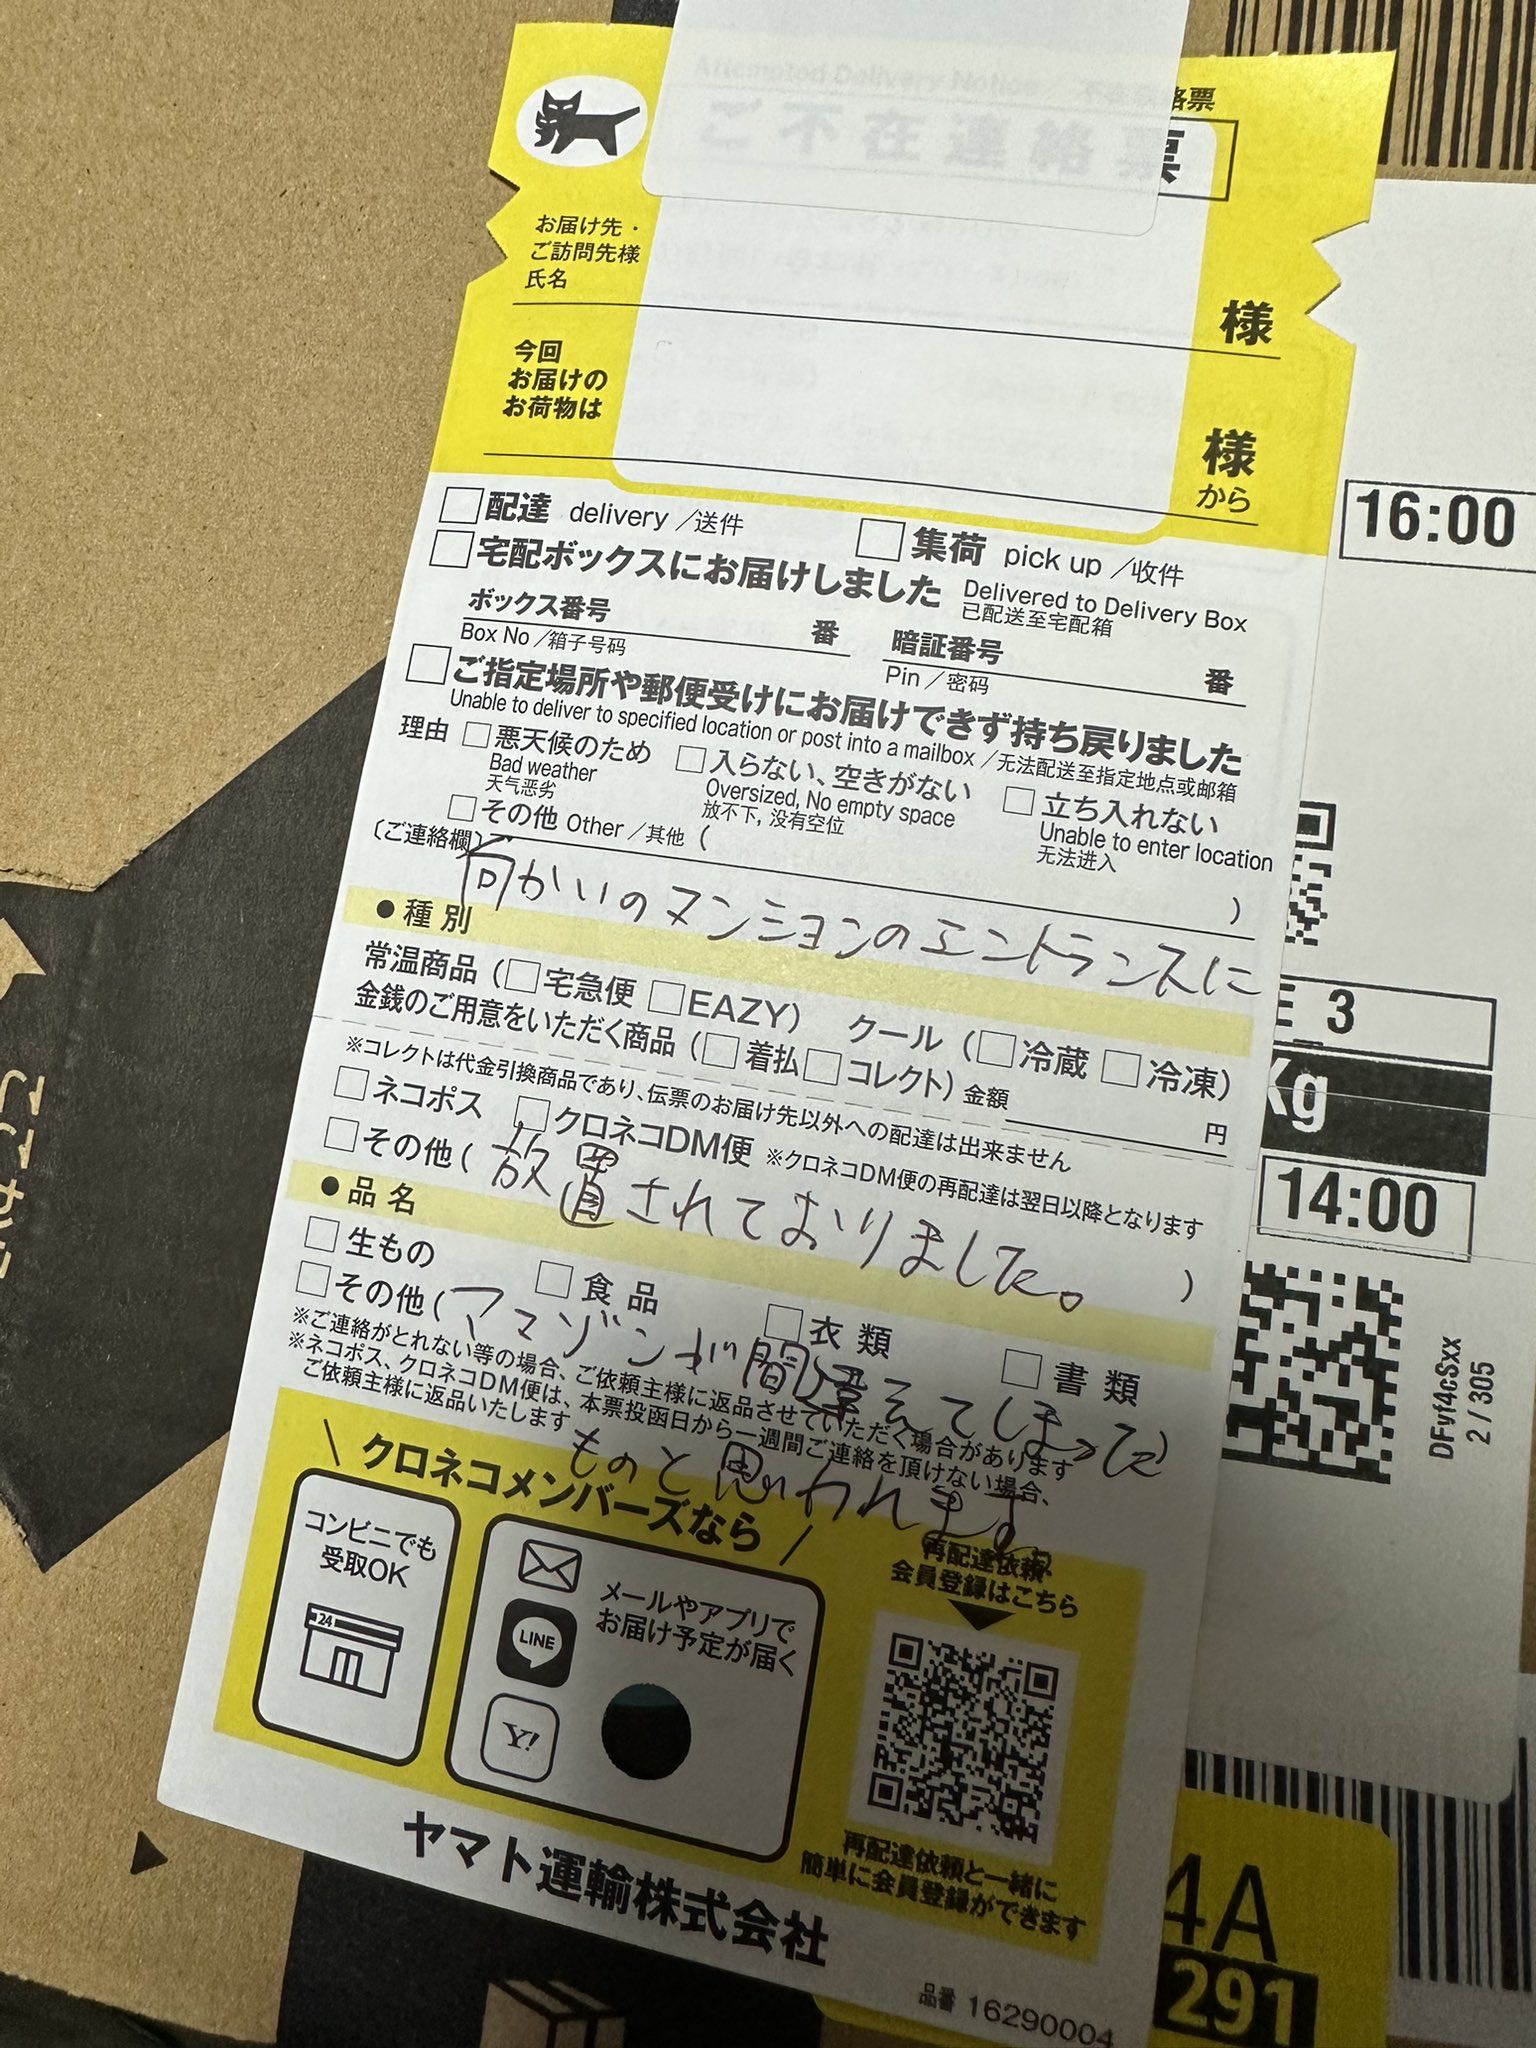 ご不在連絡票
お届け先・
ご訪問先様
氏名
様
今回
お届けの
お荷物は
様
から
配達 delivery／送件
集荷 pick up／收件
宅配ボックスにお届けしました Delivered to Delivery Box
已配送至宅配箱
ボックス番号 番
Box No／箱子号码
暗証番号 番
Pin／密码
ご指定場所や郵便受けにお届けできず持ち戻りました
Unable to deliver to specified location or post into a mailbox／无法配送至指定地点或邮箱
理由
悪天候のため
Bad weather
天气恶劣
入らない、空きがない
Oversized, No empty space
放不下, 没有空位
立ち入れない
Unable to enter location
无法进入
その他 Other／其他 ( )
〔ご連絡欄〕
向かいのマンションのエントランスに
●種別
常温商品 (宅急便 EAZY) クール (冷蔵 冷凍)
金銭のご用意をいただく商品 (着払 コレクト) 金額 円
※コレクトは代金引換商品であり、伝票のお届け先以外への配達は出来ません
ネコポス クロネコDM便 ※クロネコDM便の再配達は翌日以降となります
その他 ( )
放置されておりました。
●品名
生もの 食品 衣類 書類
その他(
アマゾンが間違えてしまった
※ご連絡がとれない等の場合、ご依頼主様に返品させていただく場合があります
※ネコポス、クロネコDM便は、本票投函日から一週間ご連絡を頂けない場合、
ご依頼主様に返品いたします
ものと思われます。
クロネコメンバーズなら
コンビニでも
受取OK
24
メールやアプリで
お届け予定が届く
LINE
Y!
再配達依頼・
会員登録はこちら
再配達依頼と一緒に
簡単に会員登録ができます
ヤマト運輸株式会社
品番 16290004
16:00
E 3
Kg
14:00
DFyf4cSxx
2 / 305
4A
291